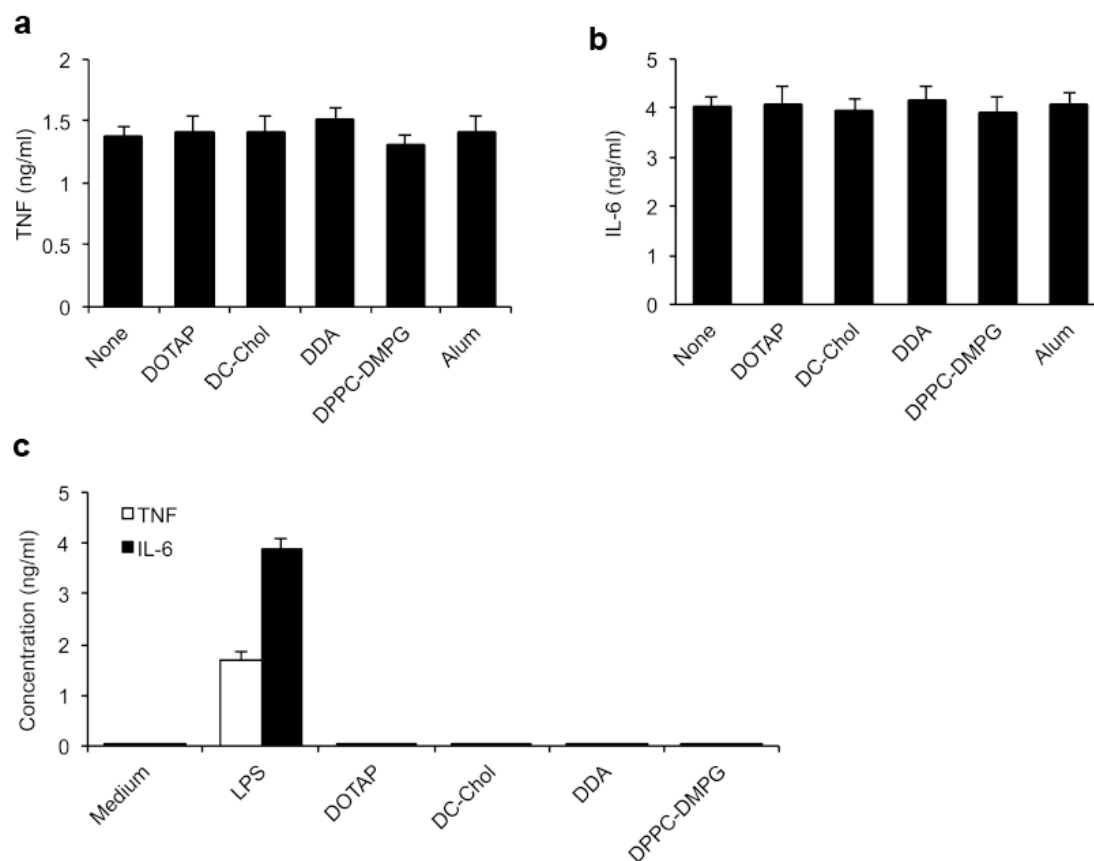 a
2
1.5
1
0.5
0
TNF (ng/ml)
None
DOTAP
DC-Chol
DDA
DPPC-DMPG
Alum
b
5
4
3
2
1
0
IL-6 (ng/ml)
None
DOTAP
DC-Chol
DDA
DPPC-DMPG
Alum
c
5
4
3
2
1
0
Concentration (ng/ml)
TNF
IL-6
Medium
LPS
DOTAP
DC-Chol
DDA
DPPC-DMPG